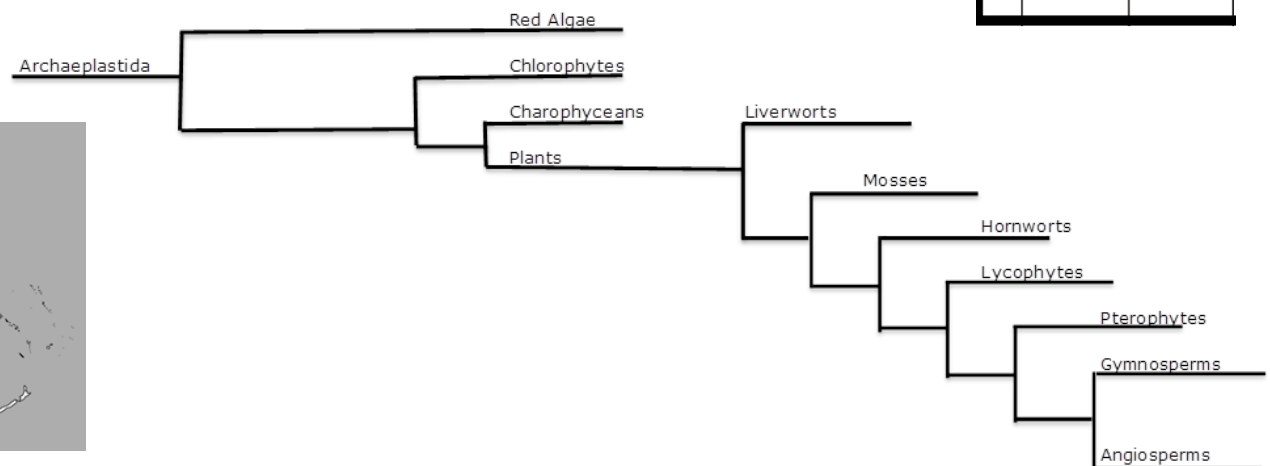 Red Algae
Archaeplastida
Chlorophytes
Charophyceans
Liverworts
Plants
Mosses
Hornworts
Lycophytes
Pterophytes
Gymnosperms
Angiosperms